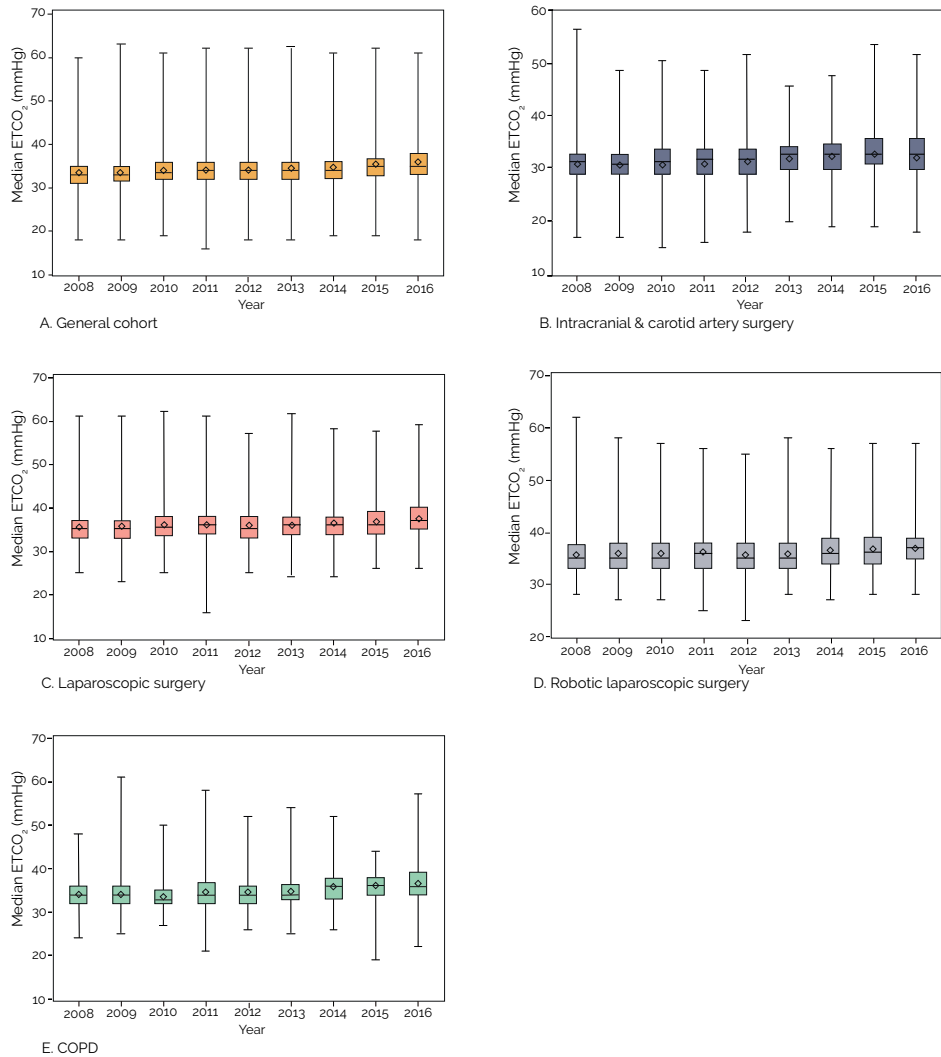 Median ETCO₂ (mmHg)
70
60
50
40
30
20
10
2008 2009 2010 2011 2012 2013 2014 2015 2016
Year
A. General cohort
Median ETCO₂ (mmHg)
60
50
40
30
20
10
2008 2009 2010 2011 2012 2013 2014 2015 2016
Year
B. Intracranial & carotid artery surgery
Median ETCO₂ (mmHg)
70
60
50
40
30
20
10
2008 2009 2010 2011 2012 2013 2014 2015 2016
Year
C. Laparoscopic surgery
Median ETCO₂ (mmHg)
70
60
50
40
30
20
2008 2009 2010 2011 2012 2013 2014 2015 2016
Year
D. Robotic laparoscopic surgery
Median ETCO₂ (mmHg)
70
60
50
40
30
20
10
2008 2009 2010 2011 2012 2013 2014 2015 2016
Year
E. COPD